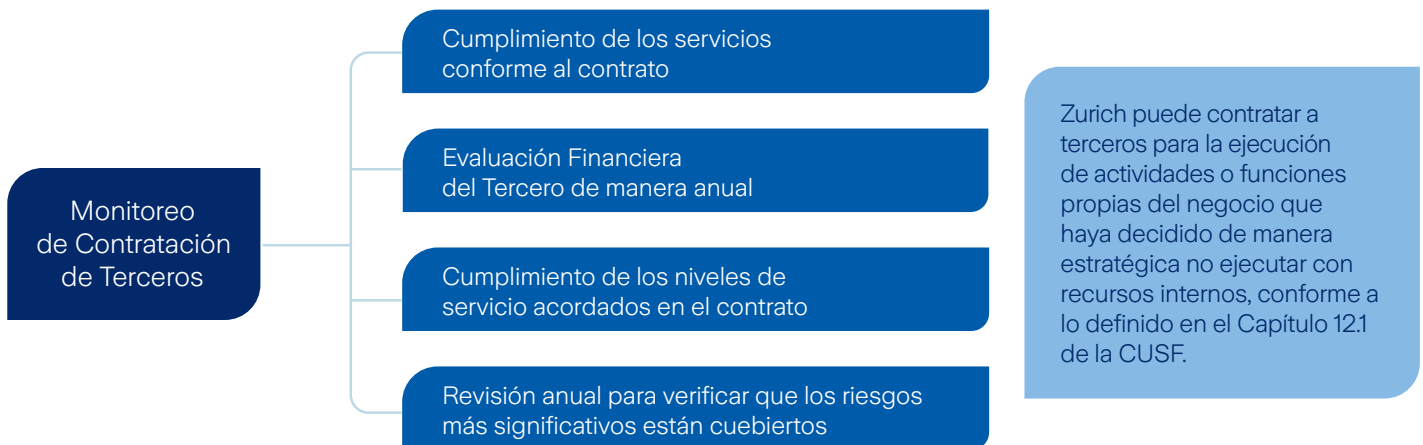 Monitoreo
de Contratación
de Terceros
Cumplimiento de los servicios
conforme al contrato
Evaluación Financiera
del Tercero de manera anual
Cumplimiento de los niveles de
servicio acordados en el contrato
Revisión anual para verificar que los riesgos
más significativos están cuebiertos
Zurich puede contratar a
terceros para la ejecución
de actividades o funciones
propias del negocio que
haya decidido de manera
estratégica no ejecutar con
recursos internos, conforme a
lo definido en el Capítulo 12.1
de la CUSF.